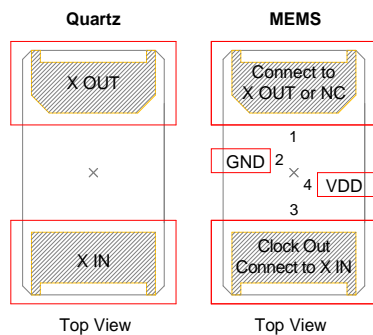 Quartz
MEMS
X OUT
Connect to
X OUT or NC
1
GND
2
4
VDD
3
X IN
Clock Out
Connect to X IN
Top View
Top View